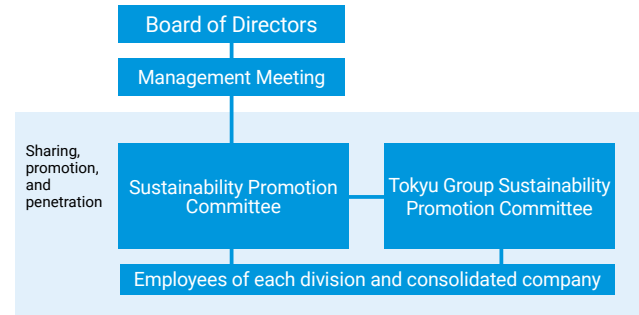 Board of Directors
Management Meeting
Sharing,
promotion,
and
penetration
Sustainability Promotion
Committee
Tokyu Group Sustainability
Promotion Committee
Employees of each division and consolidated company